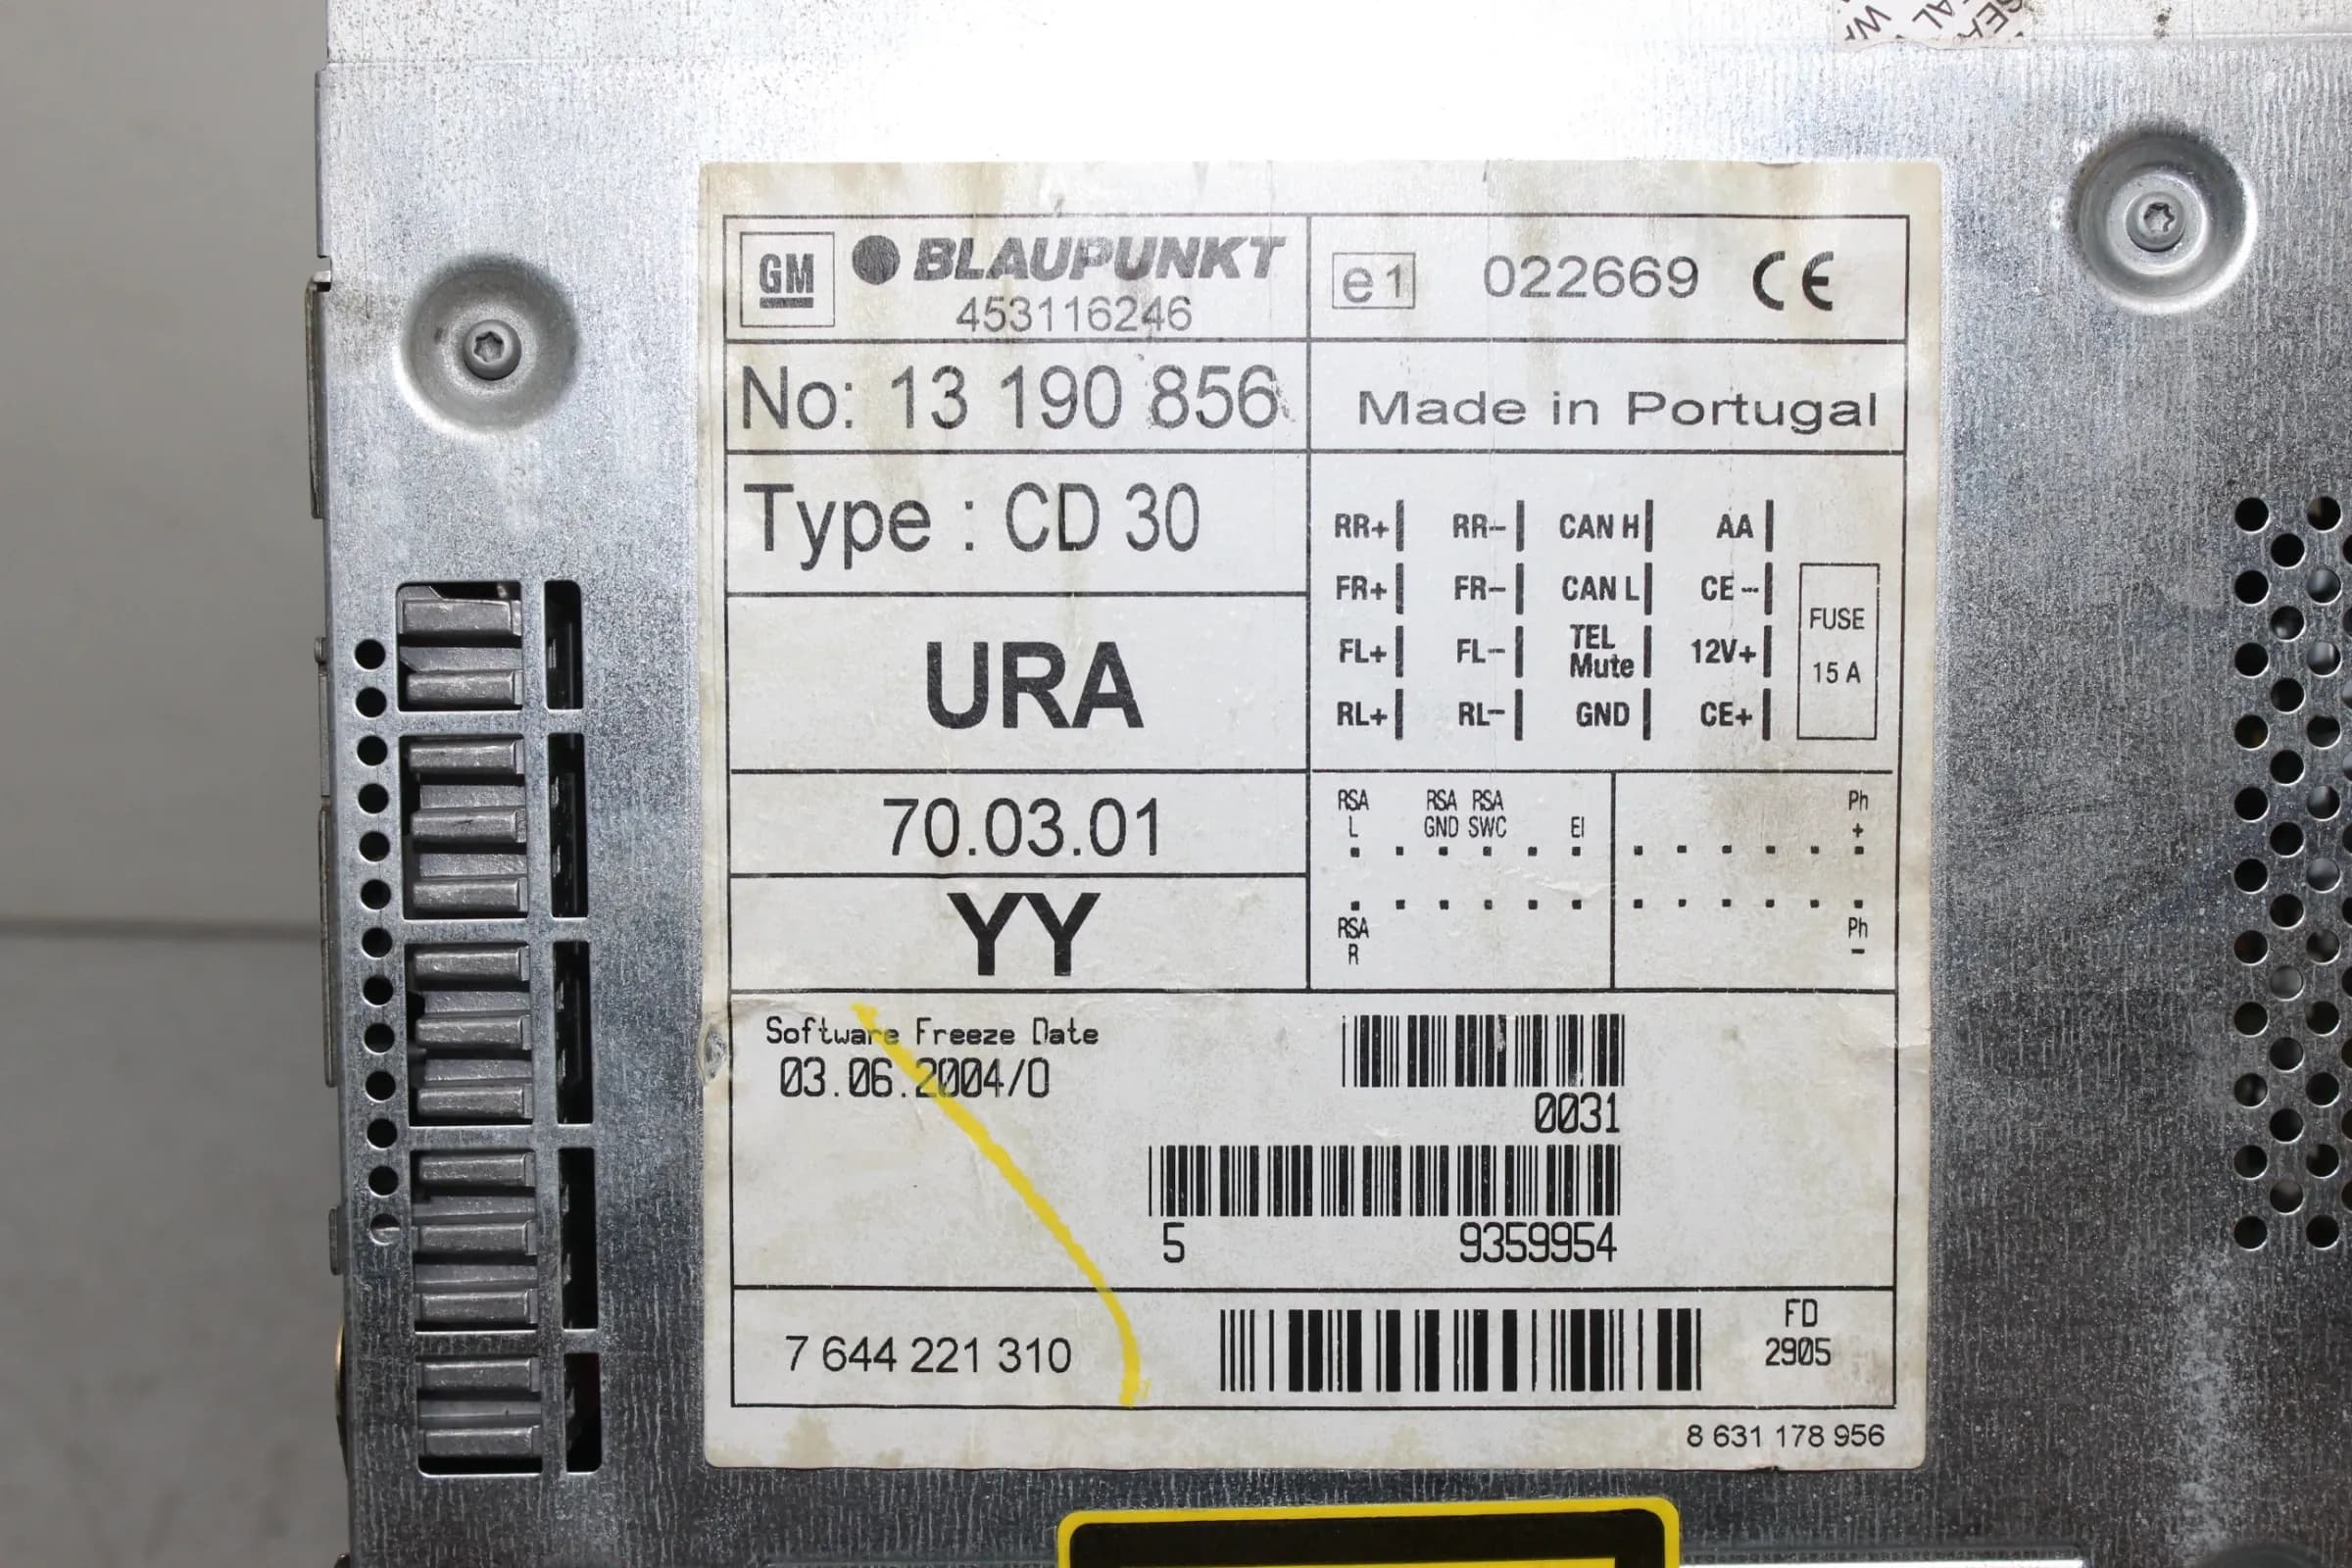 GM
BLAUPUNKT
453116246
e1 022669 CE
No: 13 190 856
Made in Portugal
Type : CD 30
RR+ RR- CAN H AA
FR+ FR- CAN L CE --
FL+ FL- TEL Mute 12V+
RL+ RL- GND CE+
FUSE
15 A
URA
70.03.01
YY
RSA RSA RSA Ph
L GND SWC EI +
RSA Ph
R -
Software Freeze Date
03.06.2004/0
0031
5 9359954
7 644 221 310
FD
2905
8 631 178 956